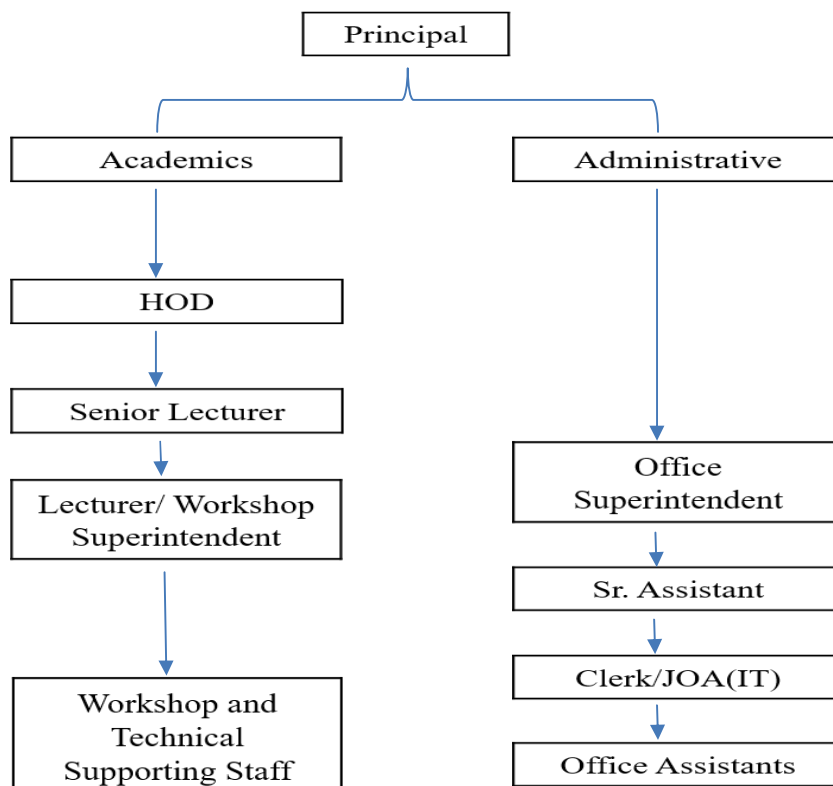 Principal
Academics
Administrative
HOD
Senior Lecturer
Lecturer/ Workshop
Superintendent
Office
Superintendent
Sr. Assistant
Clerk/JOA(IT)
Workshop and
Technical
Supporting Staff
Office Assistants